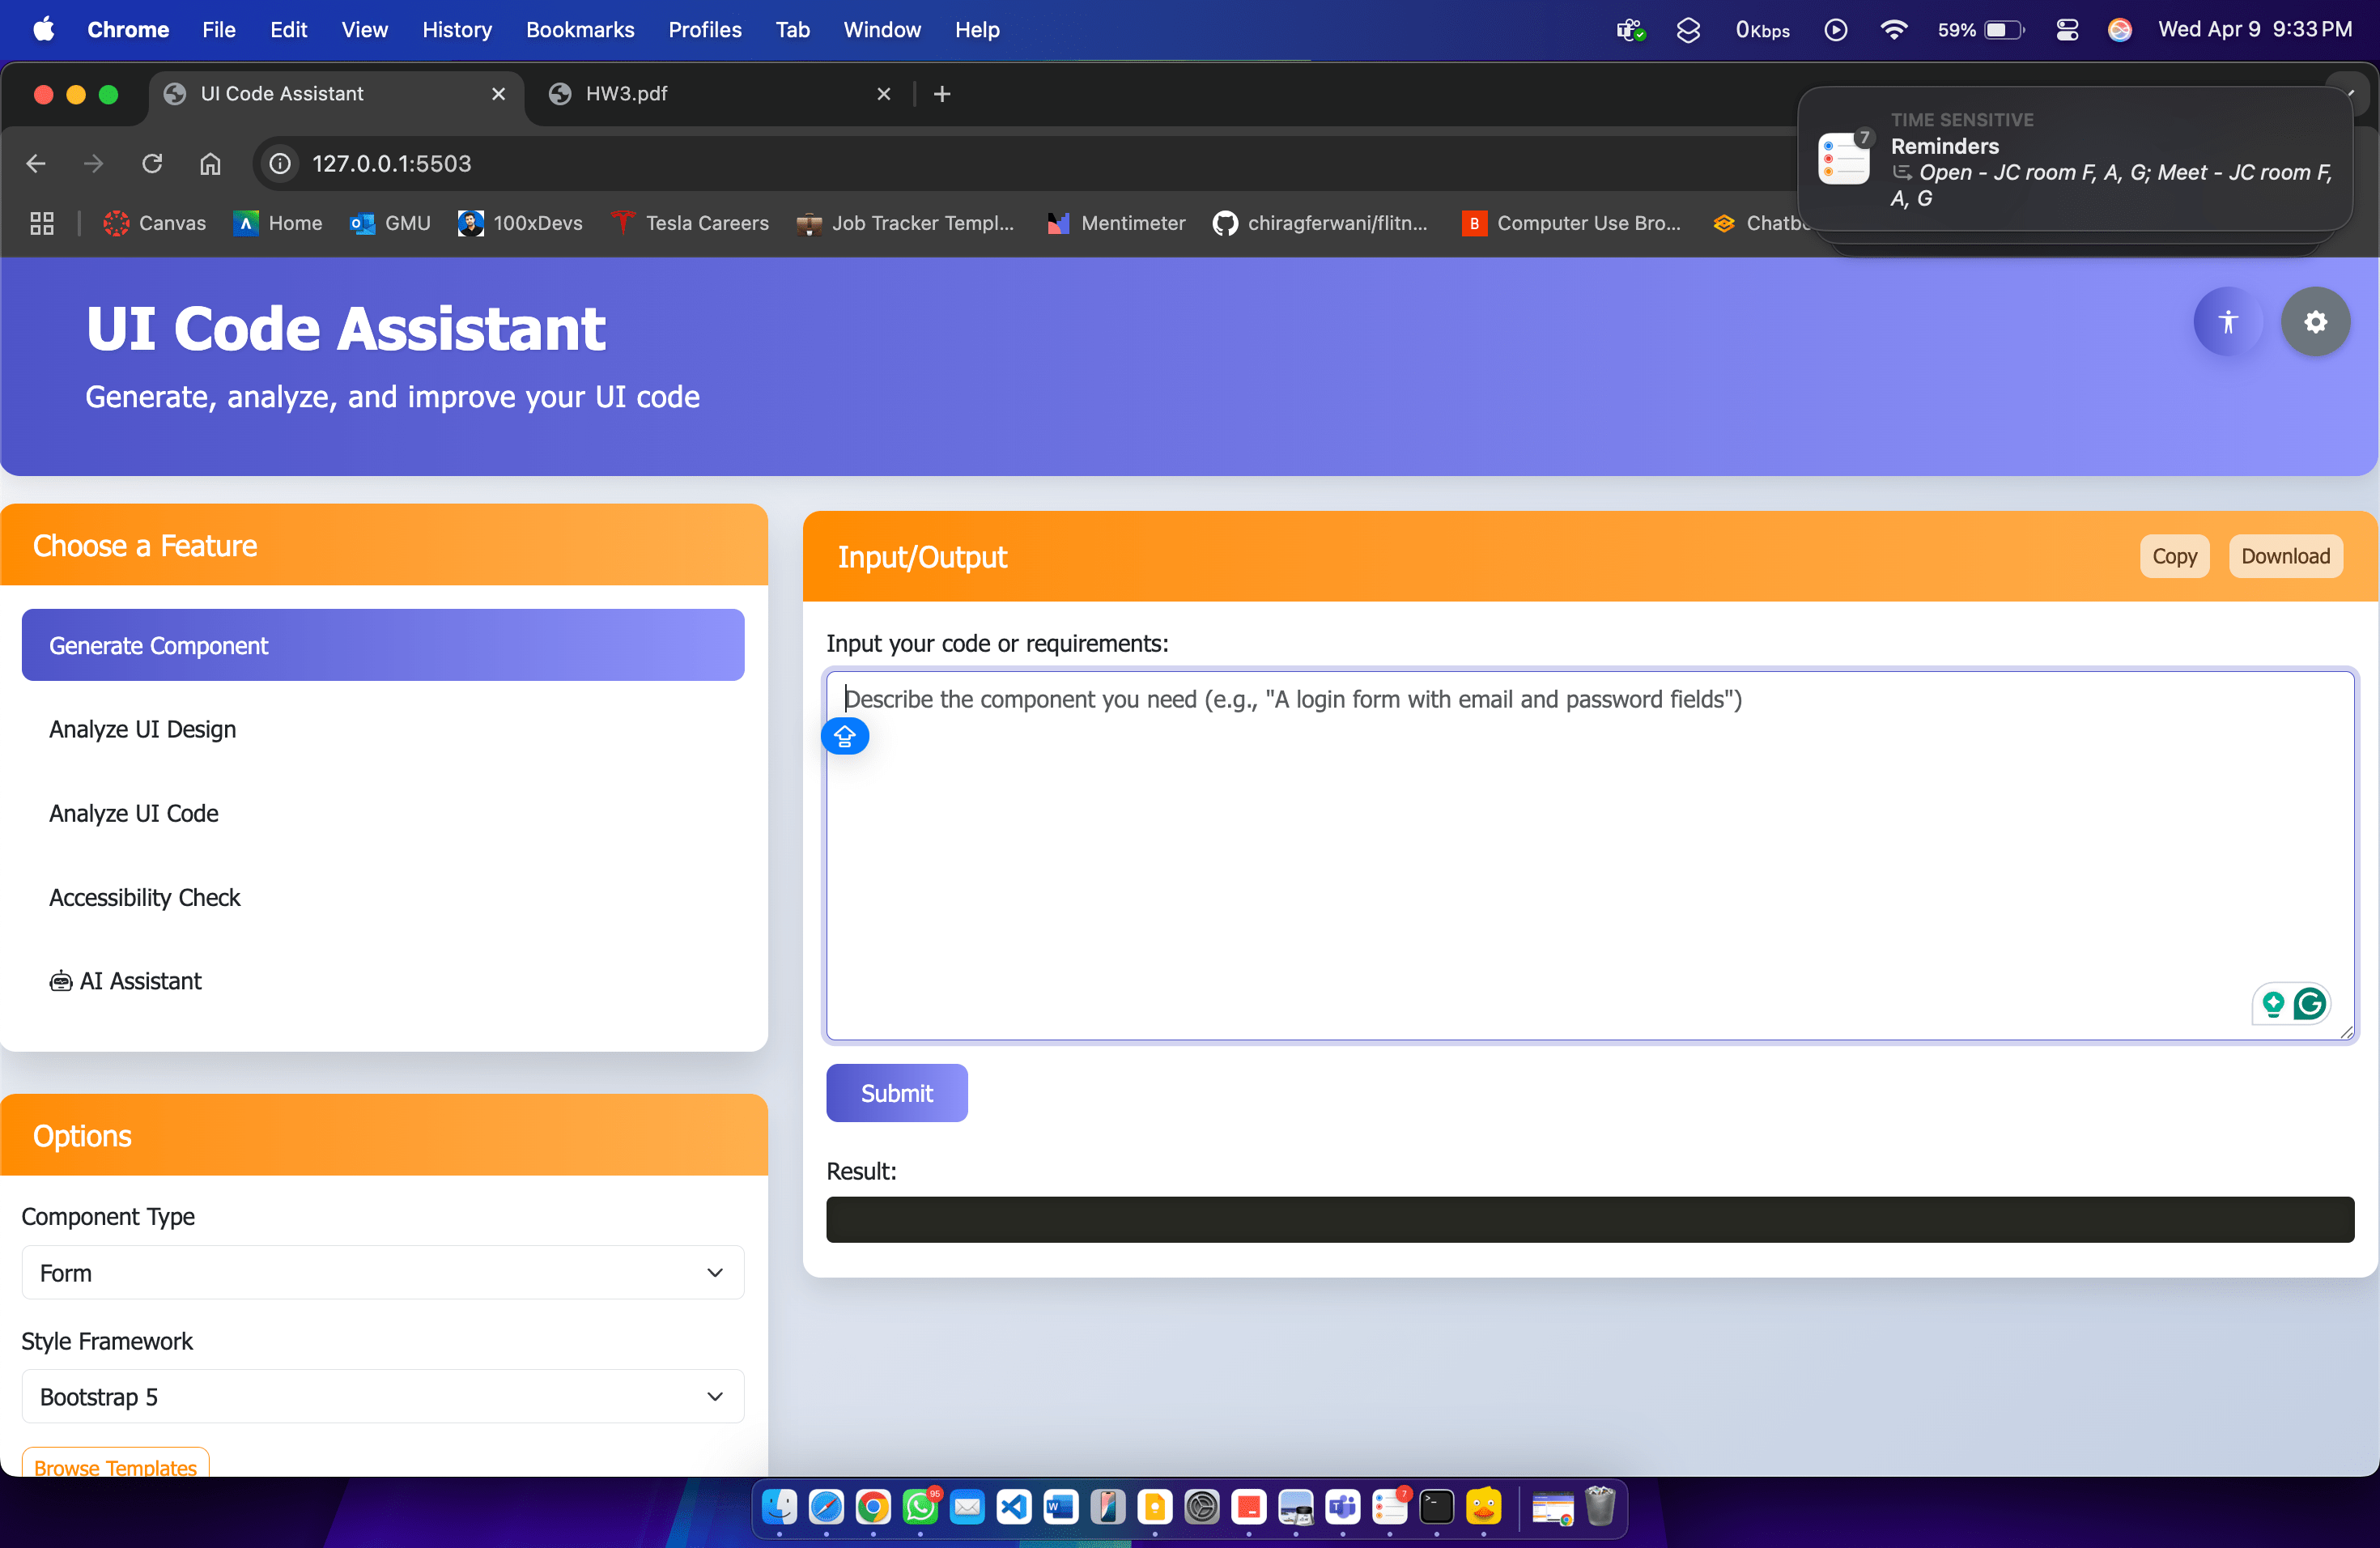 Chrome File Edit View History Bookmarks Profiles Tab Window Help 0Kbps 59% Wed Apr 9 9:33 PM
UI Code Assistant HW3.pdf
127.0.0.1:5503
TIME SENSITIVE
7
Reminders
Open - JC room F, A, G; Meet - JC room F,
A, G
Canvas Home GMU 100xDevs Tesla Careers Job Tracker Templ... Mentimeter chiragferwani/flitn... B Computer Use Bro...
UI Code Assistant
Generate, analyze, and improve your UI code
Choose a Feature
Generate Component
Analyze UI Design
Analyze UI Code
Accessibility Check
AI Assistant
Options
Component Type
Form
Style Framework
Bootstrap 5
Browse Templates
Input/Output
Copy Download
Input your code or requirements:
Describe the component you need (e.g., "A login form with email and password fields")
Submit
Result:
95 7